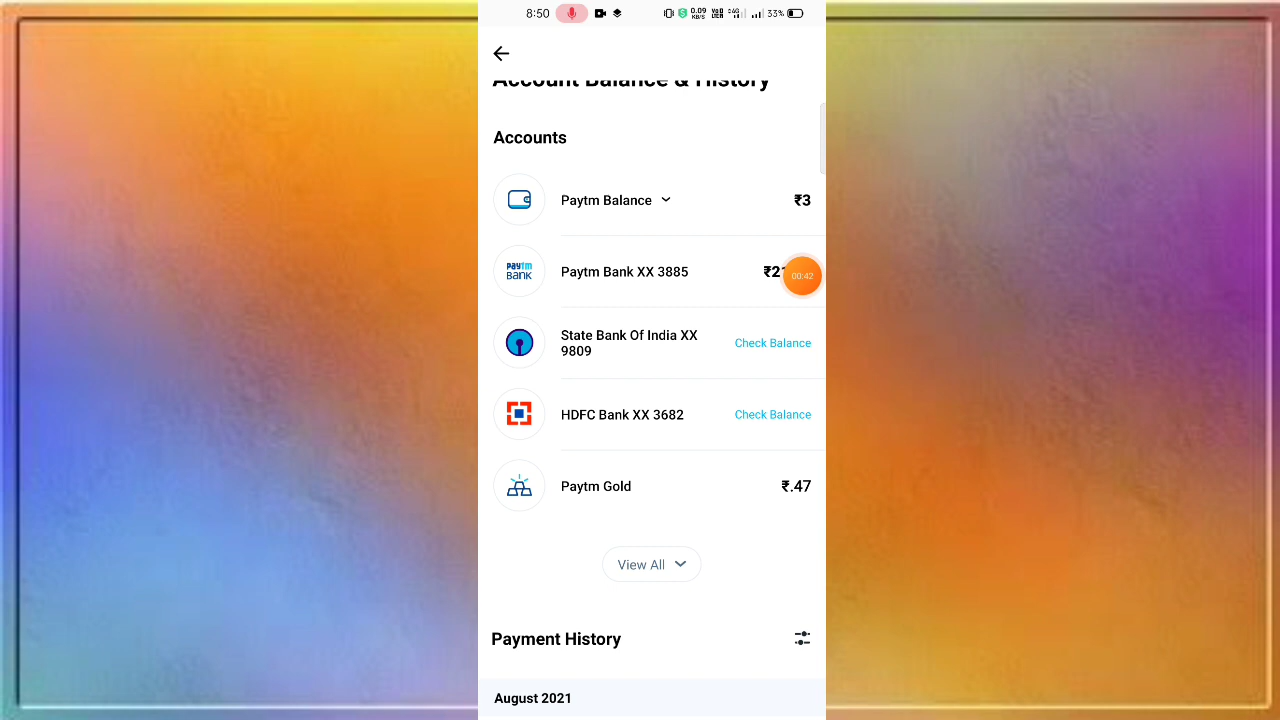 8:50
0.09
KB/S
33%
Account Balance & History
Accounts
Paytm Balance
₹3
paytm
BANK
Paytm Bank XX 3885
00:42
State Bank Of India XX
9809
Check Balance
HDFC Bank XX 3682
Check Balance
Paytm Gold
₹.47
View All
Payment History
August 2021